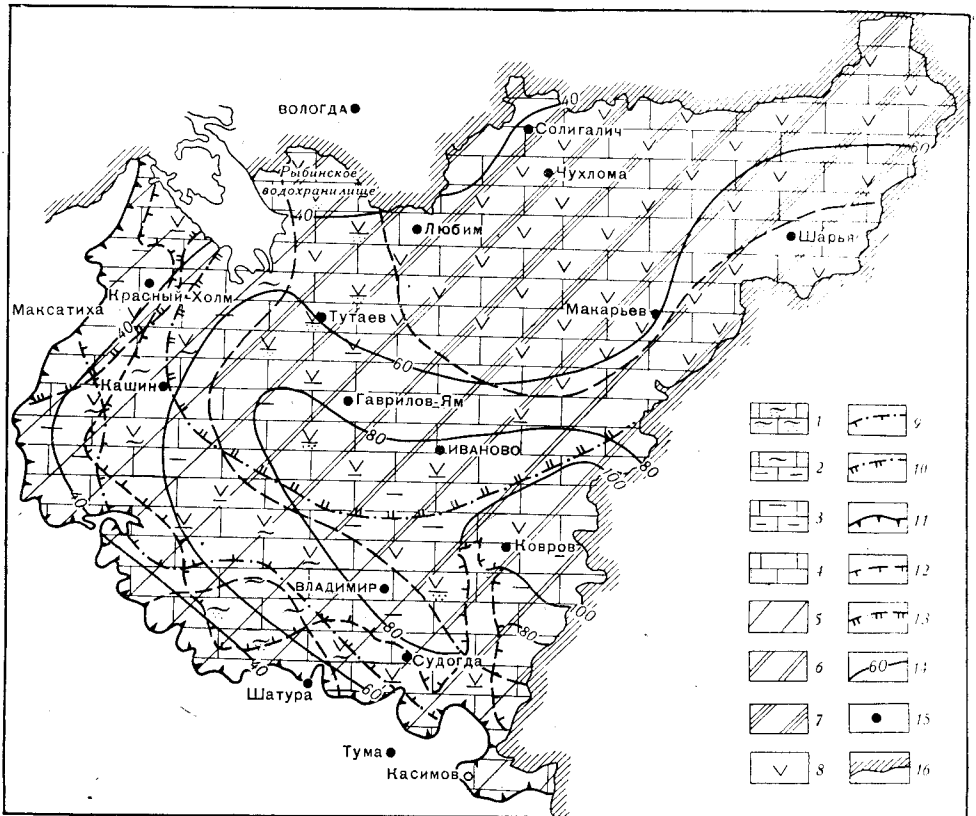 40
ВОЛОГДА
Солигалич
Рыбинское
водохранилище
Чухлома
60
40
Любим
Шарья
Красный Холм
Максатиха
Тутаев
Макарьев
40
60
Кашин
Гаврилов-Ям
80
ИВАНОВО
80
100
40
Ковров
ВЛАДИМИР
100
80
80
Судогда
40
60
Шатура
Тума
Касимов
1
9
2
10
3
11
4
12
5
13
6
60
14
7
15
8
16